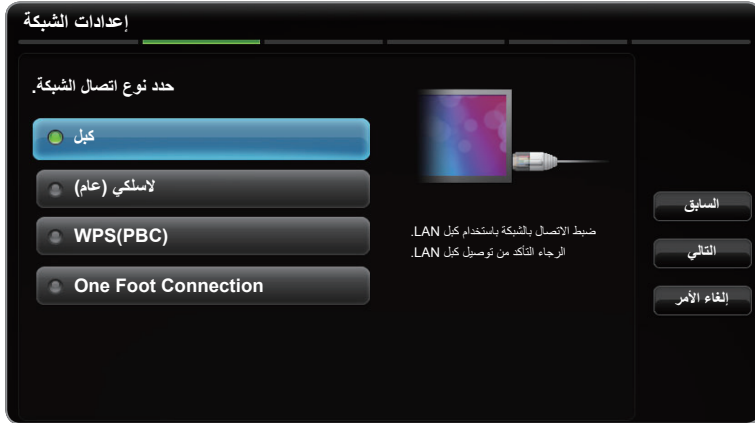 إعدادات الشبكة
حدد نوع اتصال الشبكة.
كبل
لاسلكي (عام)
WPS(PBC)
One Foot Connection
ضبط الاتصال بالشبكة باستخدام كبل LAN.
الرجاء التأكد من توصيل كبل LAN.
السابق
التالي
إلغاء الأمر